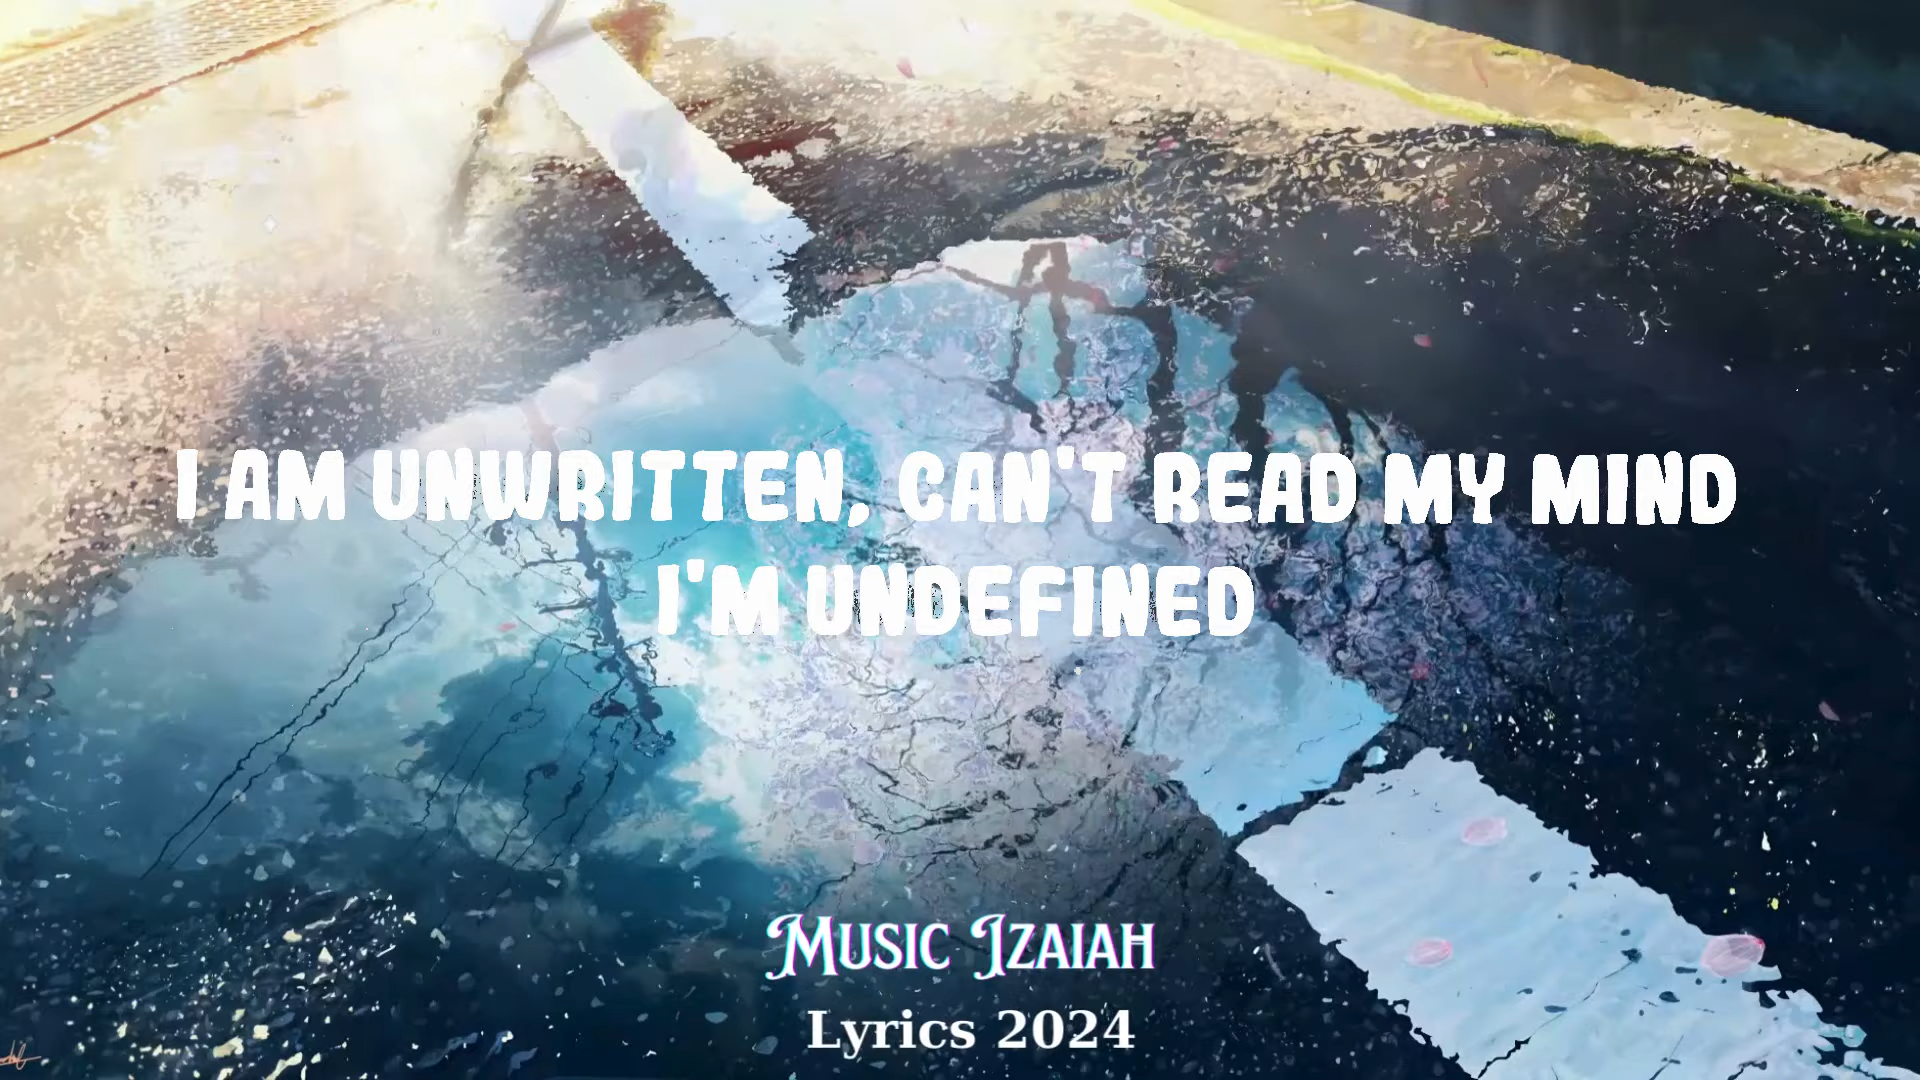 I AM UNWRITTEN, CAN'T READ MY MIND
I'M UNDEFINED
MUSIC IZAIAH
Lyrics 2024